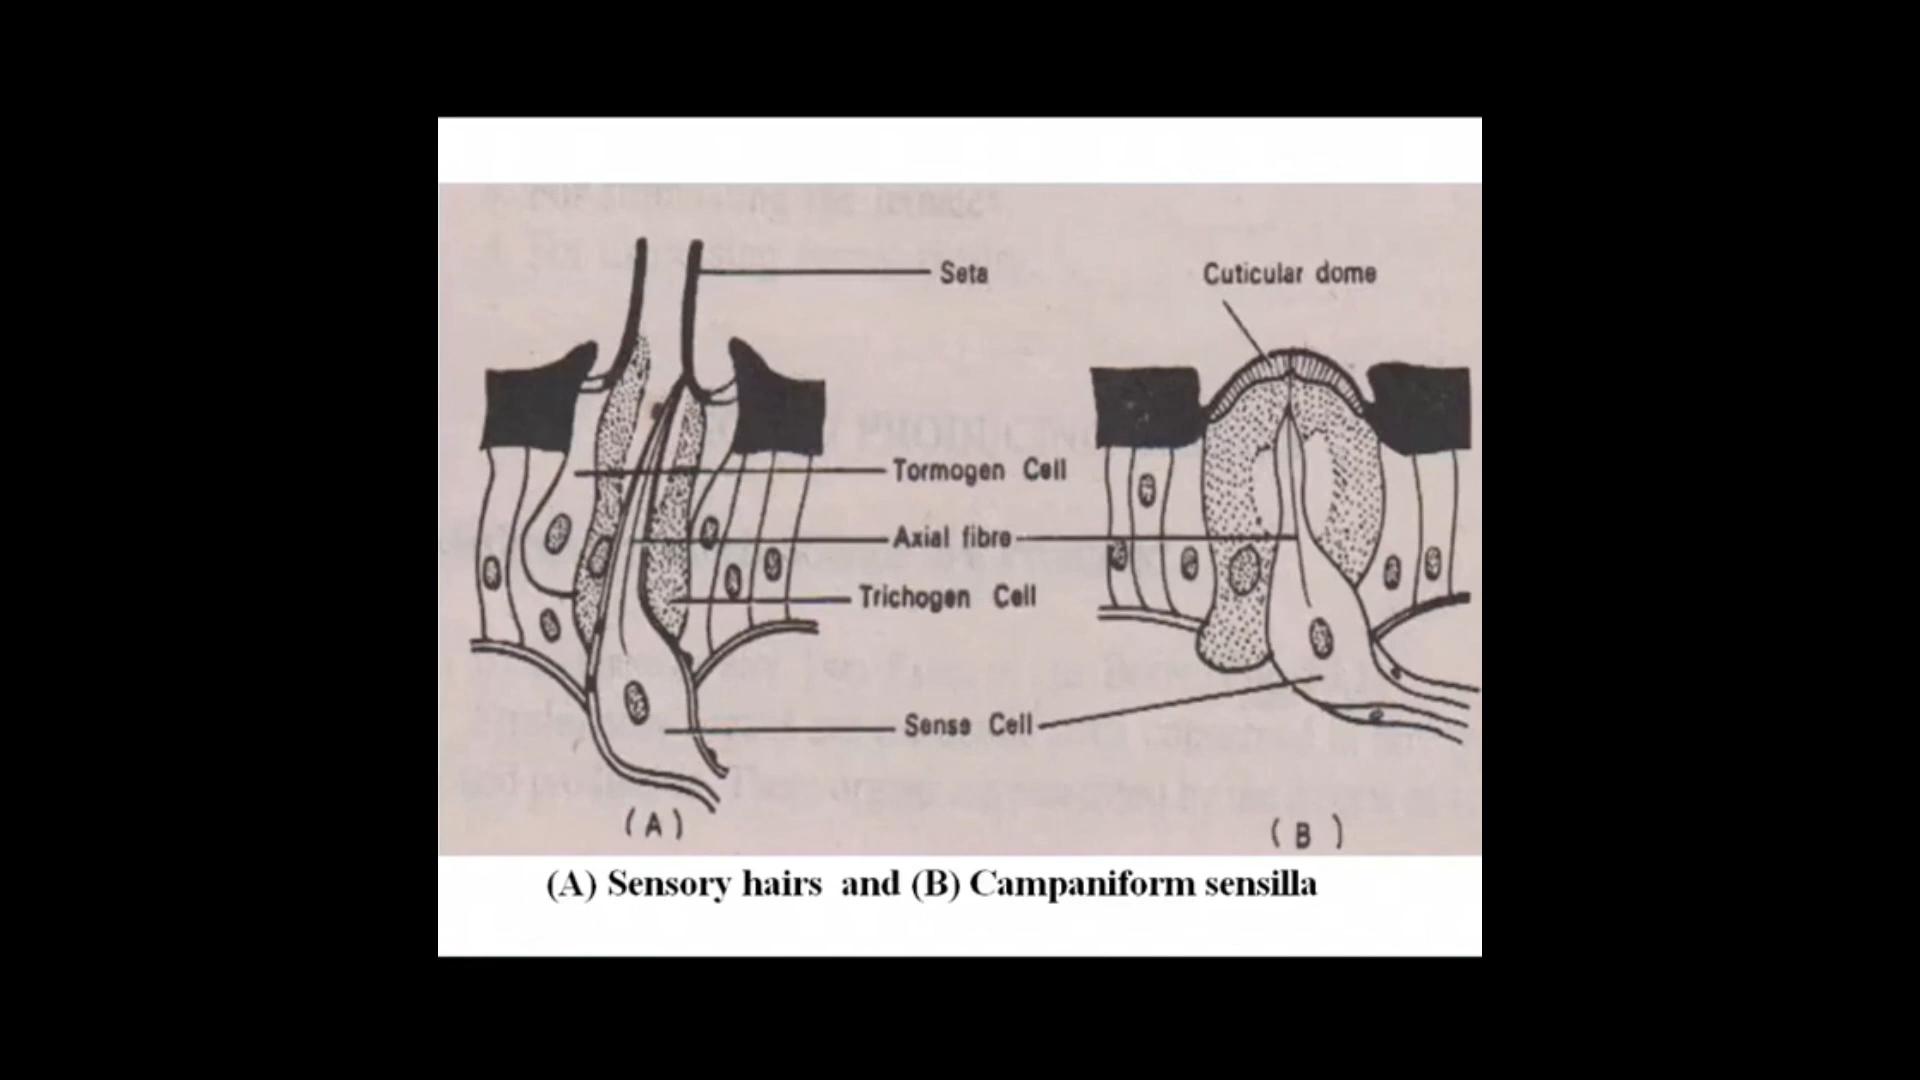 Seta
Cuticular dome
Tormogen Cell
Axial fibre
Trichogen Cell
Sense Cell
(A)
(B)
(A) Sensory hairs and (B) Campaniform sensilla